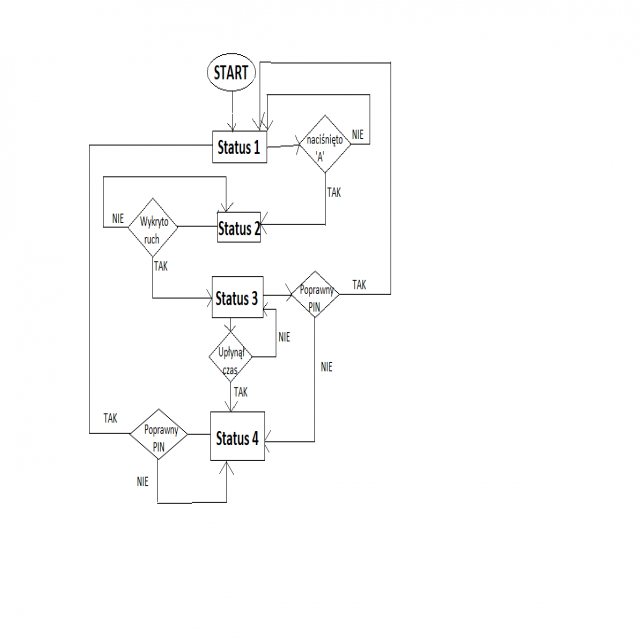 START
Status 1
naciśnięto
'A'
NIE
TAK
NIE
Wykryto
ruch
Status 2
TAK
Status 3
Poprawny
PIN
TAK
NIE
Upłynął
czas
NIE
TAK
TAK
Poprawny
PIN
Status 4
NIE